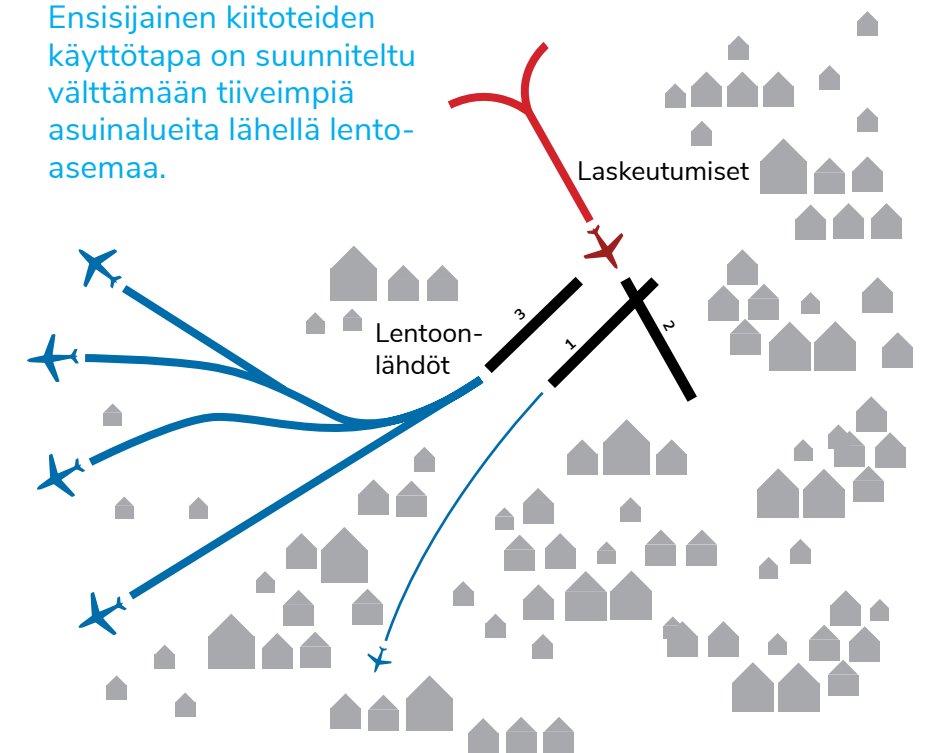 Ensisijainen kiitoteiden
käyttötapa on suunniteltu
välttämään tiiveimpiä
asuinalueita lähellä lento-
asemaa.
Laskeutumiset
3
Lentoon-
lähdöt
1
2